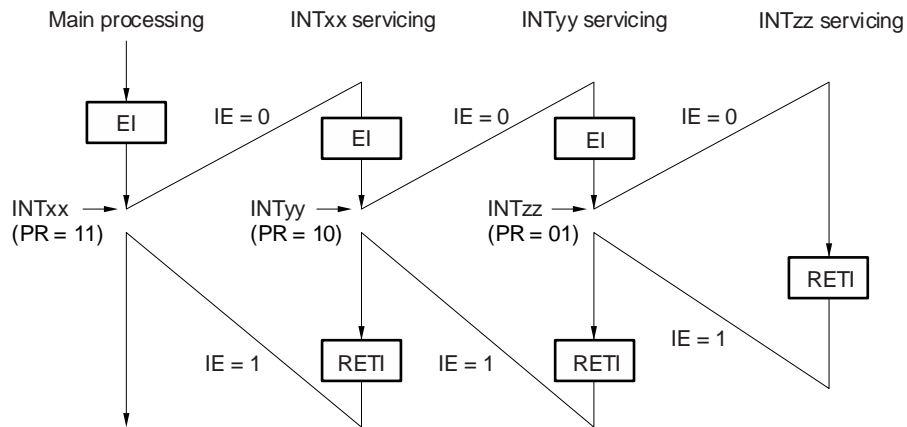 Main processing
INTxx servicing
INTyy servicing
INTzz servicing
EI
IE = 0
EI
IE = 0
EI
IE = 0
INTxx
(PR = 11)
INTyy
(PR = 10)
INTzz
(PR = 01)
RETI
IE = 1
RETI
IE = 1
RETI
IE = 1